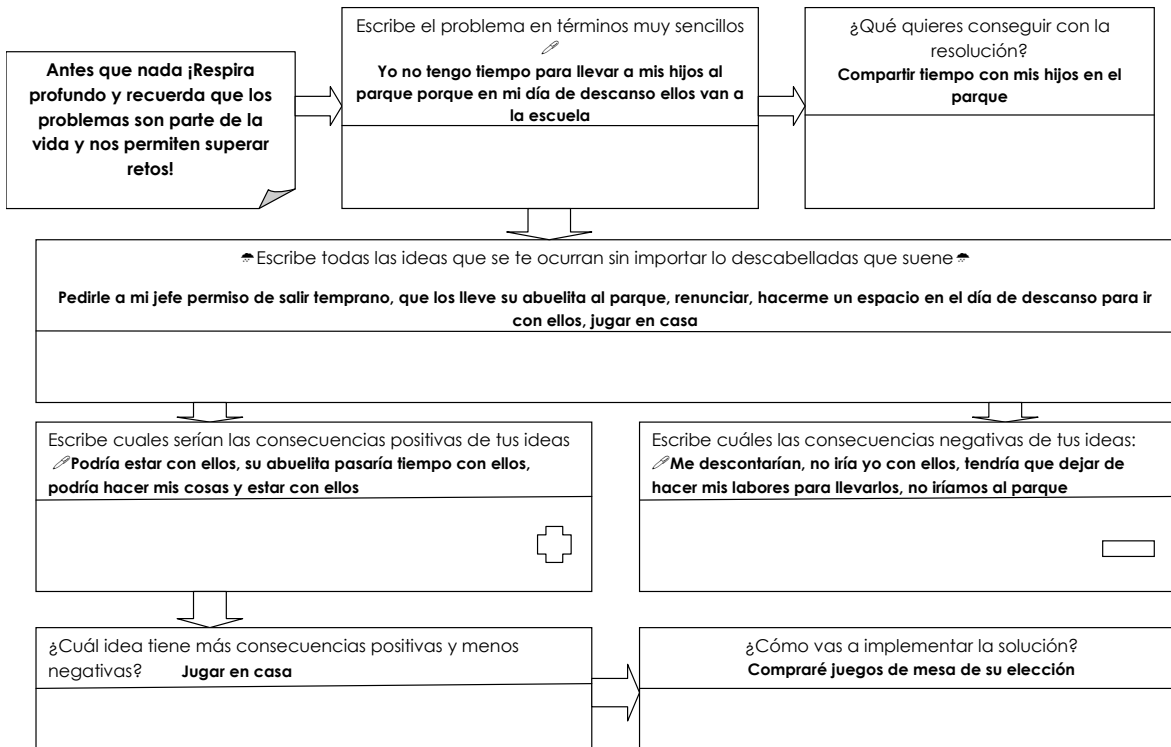 Antes que nada ¡Respira
profundo y recuerda que los
problemas son parte de la
vida y nos permiten superar
retos!
Escribe el problema en términos muy sencillos
Yo no tengo tiempo para llevar a mis hijos al
parque porque en mi día de descanso ellos van a
la escuela
¿Qué quieres conseguir con la
resolución?
Compartir tiempo con mis hijos en el
parque
Escribe todas las ideas que se te ocurran sin importar lo descabelladas que suene
Pedirle a mi jefe permiso de salir temprano, que los lleve su abuelita al parque, renunciar, hacerme un espacio en el día de descanso para ir
con ellos, jugar en casa
Escribe cuales serían las consecuencias positivas de tus ideas
Podría estar con ellos, su abuelita pasaría tiempo con ellos,
podría hacer mis cosas y estar con ellos
Escribe cuáles las consecuencias negativas de tus ideas:
Me descontarían, no iría yo con ellos, tendría que dejar de
hacer mis labores para llevarlos, no iríamos al parque
¿Cuál idea tiene más consecuencias positivas y menos
negativas? Jugar en casa
¿Cómo vas a implementar la solución?
Compraré juegos de mesa de su elección